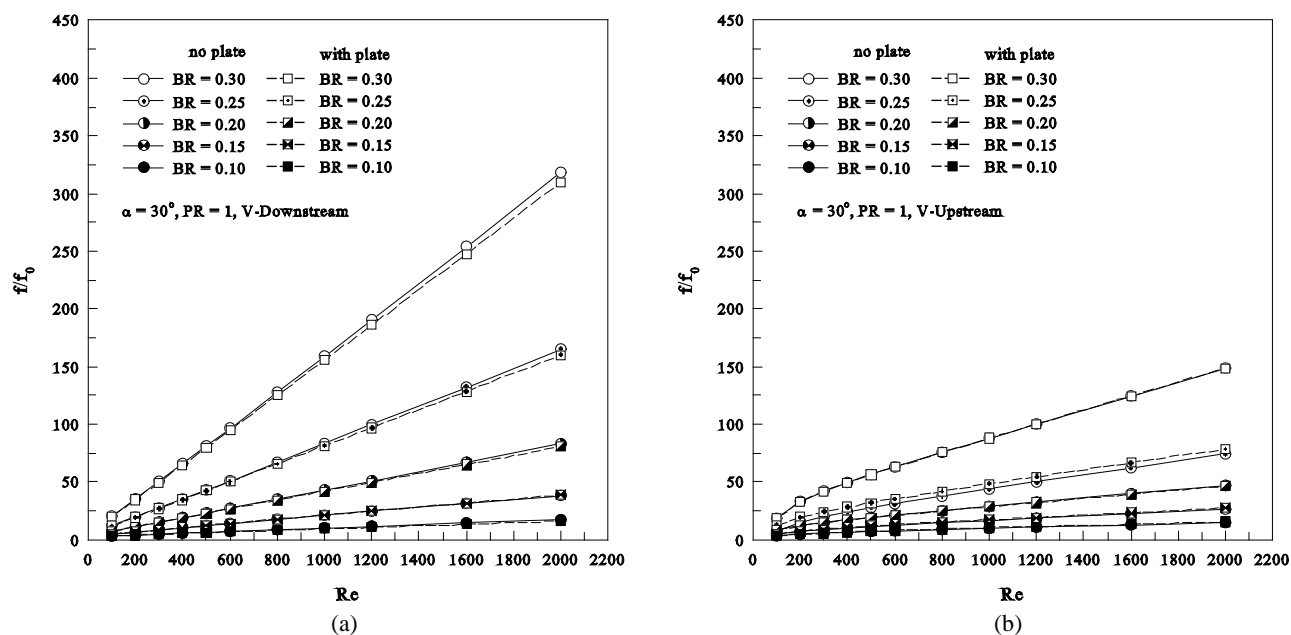 450
400
350
300
250
200
150
100
50
0
f/f0
no plate with plate
BR = 0.30 BR = 0.30
BR = 0.25 BR = 0.25
BR = 0.20 BR = 0.20
BR = 0.15 BR = 0.15
BR = 0.10 BR = 0.10
α = 30°, PR = 1, V-Downstream
0 200 400 600 800 1000 1200 1400 1600 1800 2000 2200
Re
(a)
450
400
350
300
250
200
150
100
50
0
f/f0
no plate with plate
BR = 0.30 BR = 0.30
BR = 0.25 BR = 0.25
BR = 0.20 BR = 0.20
BR = 0.15 BR = 0.15
BR = 0.10 BR = 0.10
α = 30°, PR = 1, V-Upstream
0 200 400 600 800 1000 1200 1400 1600 1800 2000 2200
Re
(b)